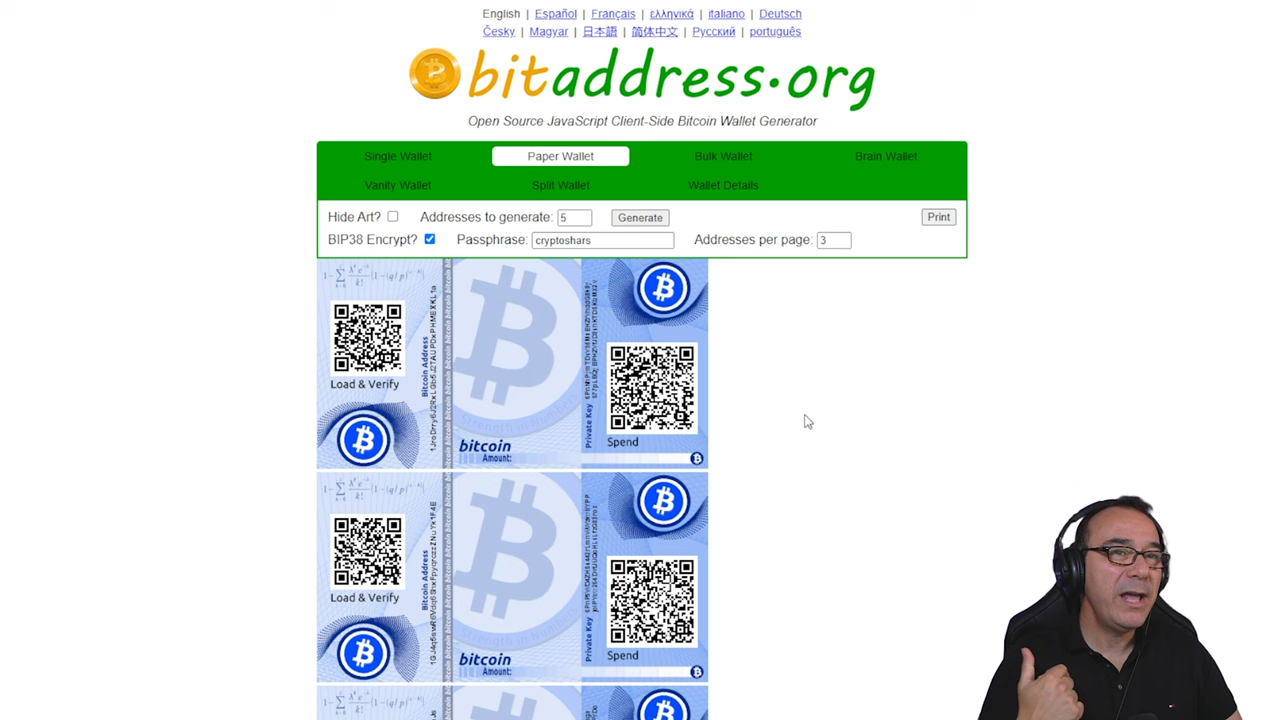 English | Español | Français | ελληνικά | italiano | Deutsch
Česky | Magyar | 日本語 | 简体中文 | Русский | português
bitaddress.org
Open Source JavaScript Client-Side Bitcoin Wallet Generator
Single Wallet
Paper Wallet
Bulk Wallet
Brain Wallet
Vanity Wallet
Split Wallet
Wallet Details
Hide Art?
Addresses to generate: 5
Generate
Print
BIP38 Encrypt?
Passphrase: cryptoshars
Addresses per page: 3
Load & Verify
Bitcoin Address
bitcoin
Amount:
Private Key
Spend
Load & Verify
Bitcoin Address
bitcoin
Amount:
Private Key
Spend